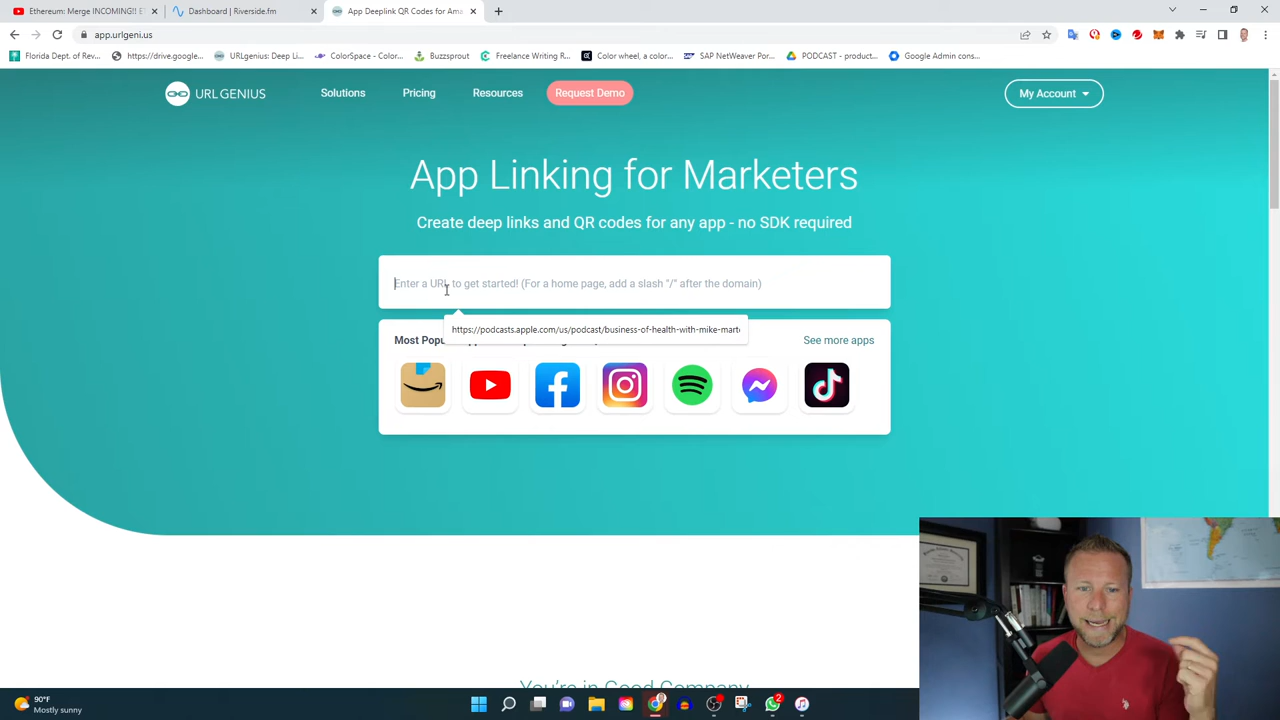 Ethereum: Merge INCOMING!! E
Dashboard | Riverside.fm
App Deeplink QR Codes for Ama
app.urlgeni.us
Florida Dept. of Rev...
https://drive.google...
URLgenius: Deep Li...
ColorSpace - Color...
Buzzsprout
Freelance Writing R...
Color wheel, a color...
SAP NetWeaver Por...
PODCAST - product...
Google Admin cons...
URL GENIUS
Solutions
Pricing
Resources
Request Demo
My Account
App Linking for Marketers
Create deep links and QR codes for any app - no SDK required
Enter a URL to get started! (For a home page, add a slash "/" after the domain)
https://podcasts.apple.com/us/podcast/business-of-health-with-mike-mart
Most
See more apps
You're in Good Company
90°F
Mostly sunny
2